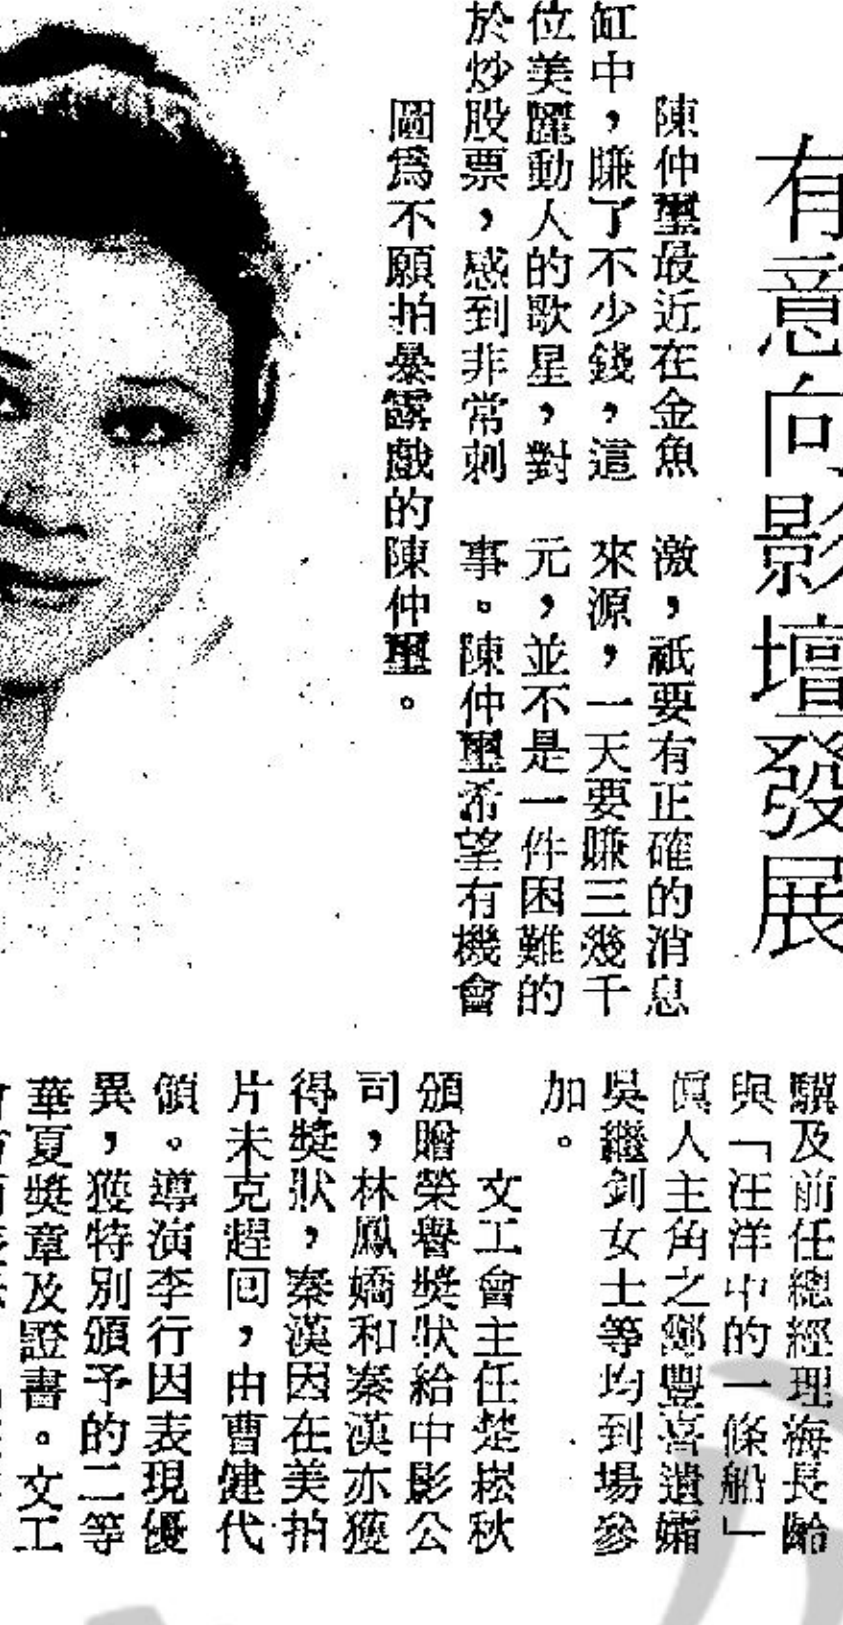 有意向影壇發展
陳仲璽最近在金魚
缸中，賺了不少錢，這
位美麗動人的歌星，對
於炒股票，感到非常刺
激，祇要有正確的消息
來源，一天要賺三幾千
元，並不是一件困難的
事。陳仲璽希望有機會
圖爲不願拍暴露戲的陳仲璽。
驥及前任總經理海長齡
與「汪洋中的一條船」
眞人主角之鄭豐喜遺孀
吳繼釗女士等均到場參
加。
文工會主任楚崧秋
頒贈榮譽獎狀給中影公
司，林鳳嬌和秦漢亦獲
得獎狀，秦漢因在美拍
片未克趕回，由曹健代
領。導演李行因表現優
異，獲特別頒予的二等
華夏獎章及證書。文工